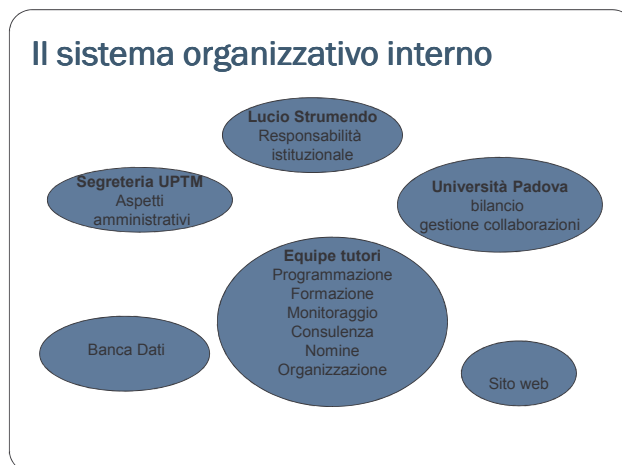 Il sistema organizzativo interno
Lucio Strumendo
Responsabilità
istituzionale
Segreteria UPTM
Aspetti
amministrativi
Università Padova
bilancio
gestione collaborazioni
Equipe tutori
Programmazione
Formazione
Monitoraggio
Consulenza
Nomine
Organizzazione
Banca Dati
Sito web